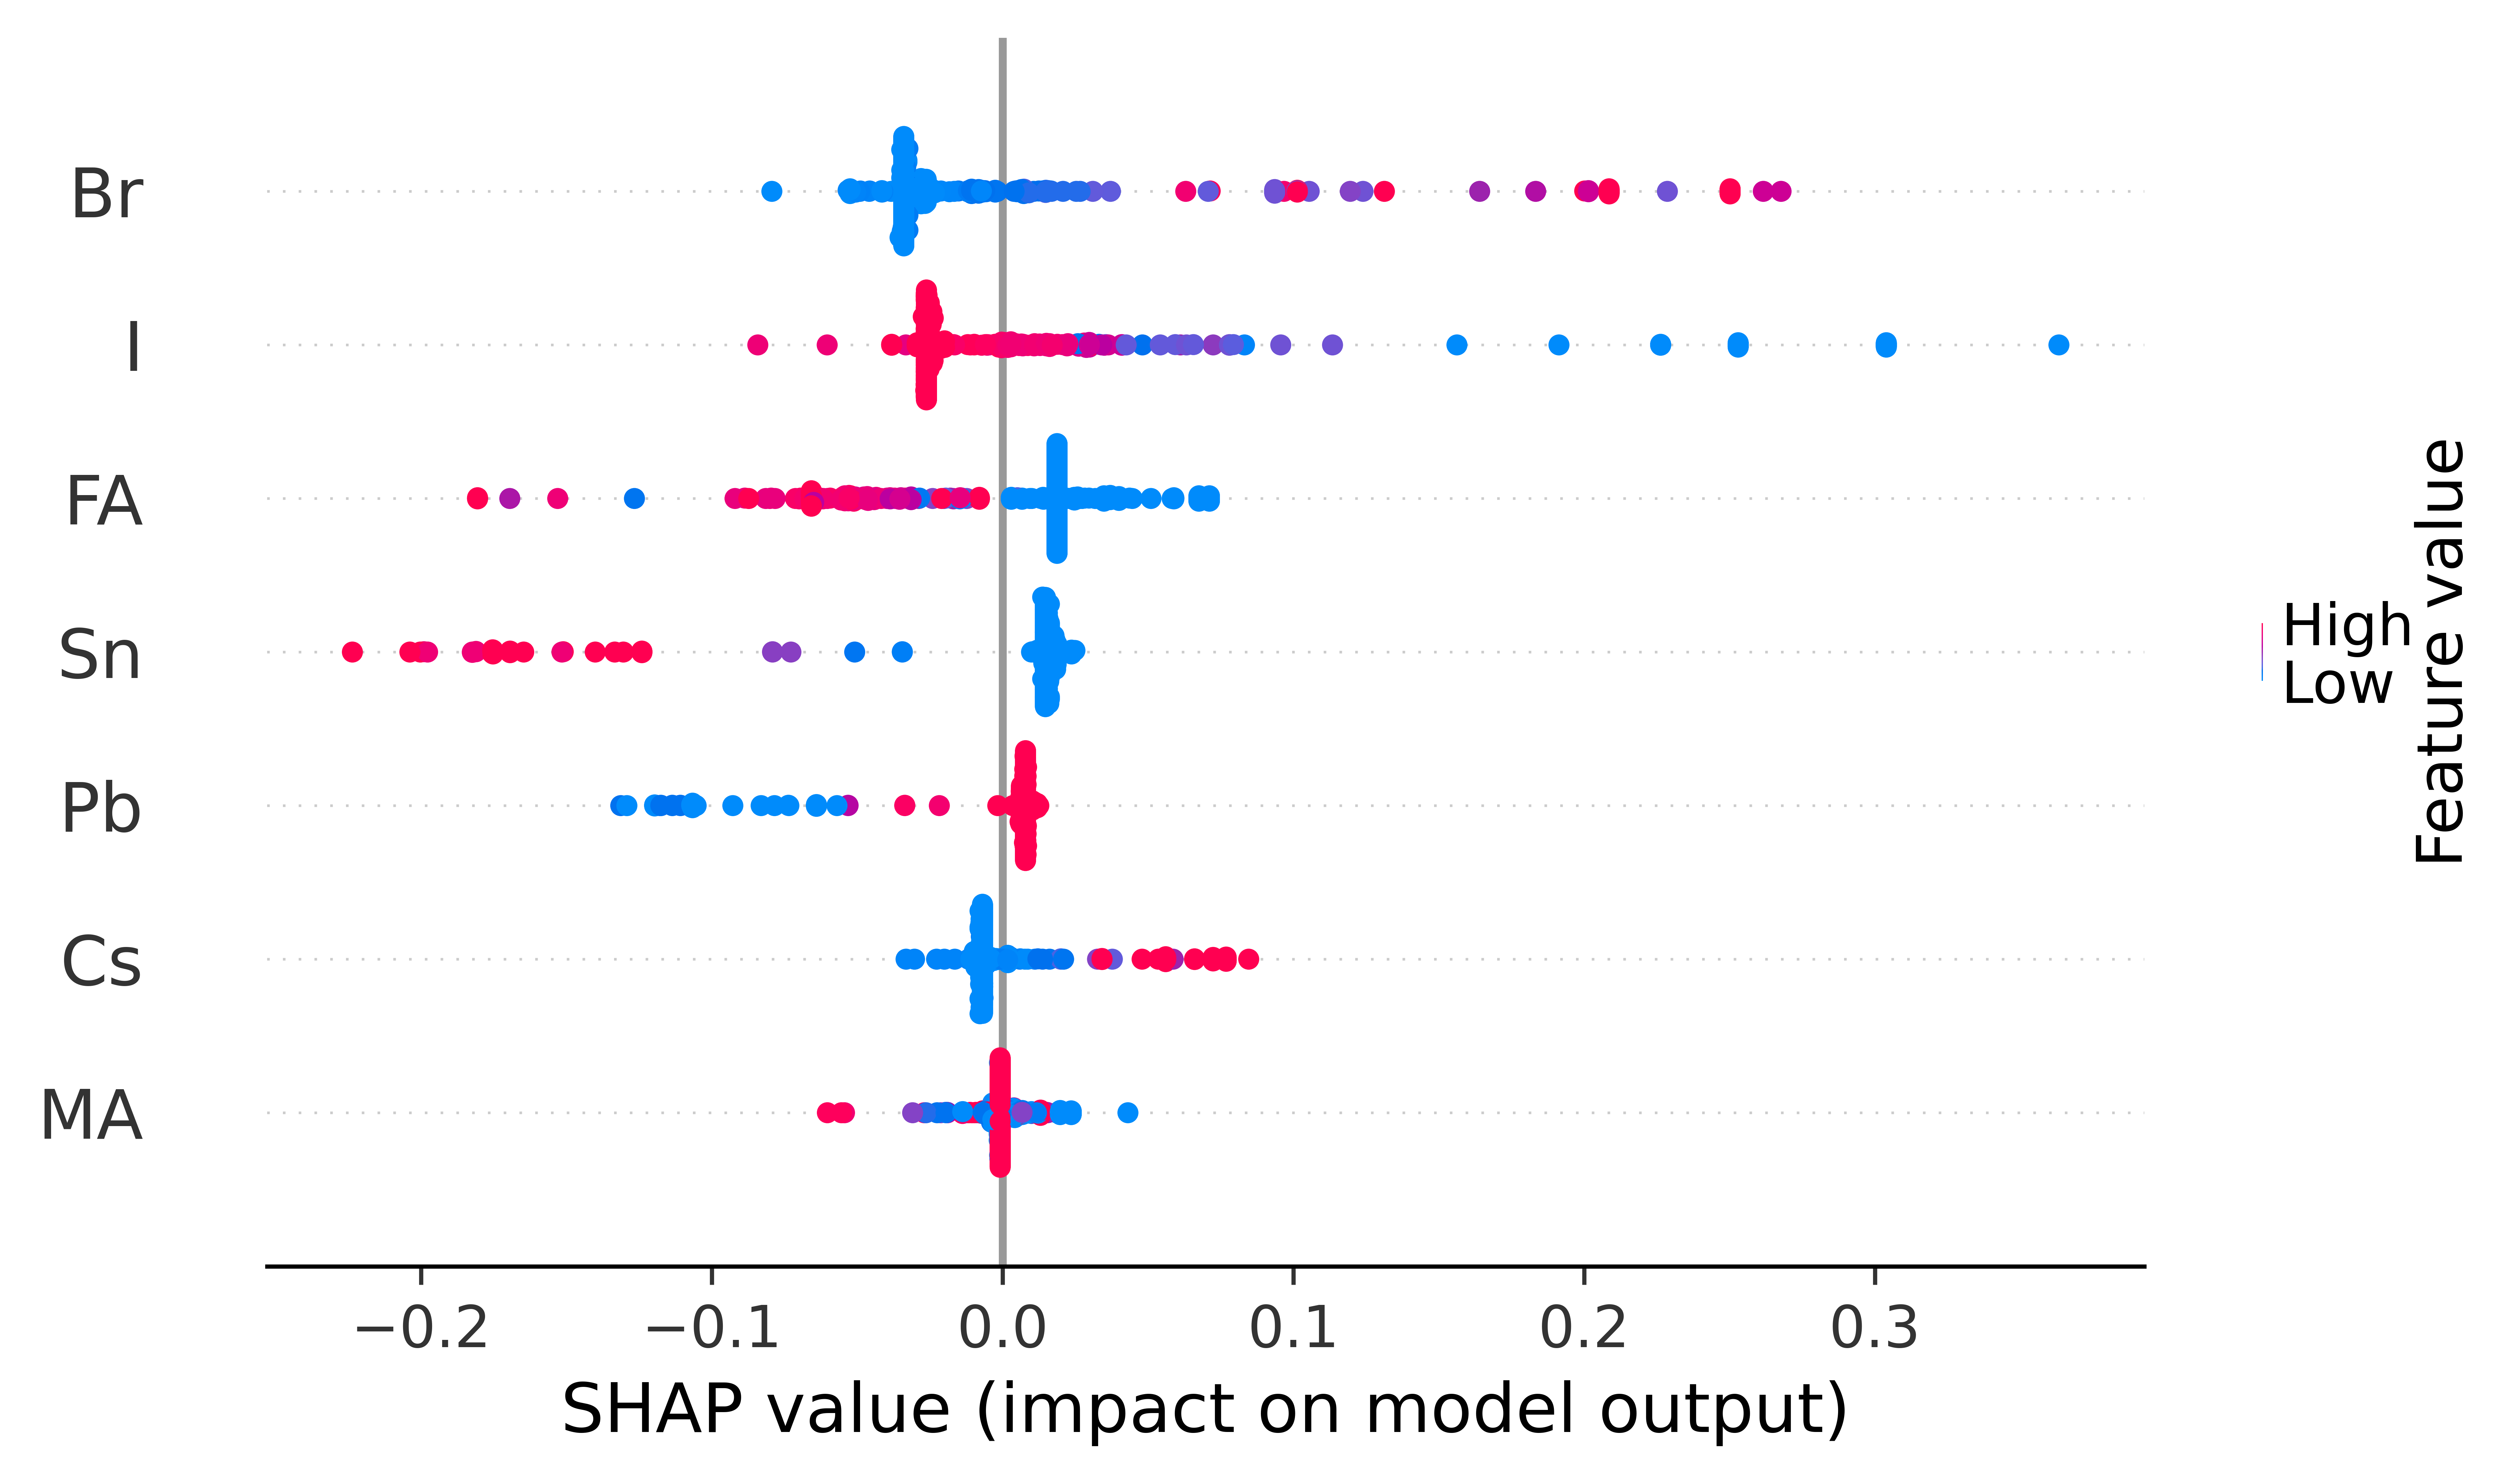 Br
I
FA
Sn
Pb
Cs
MA
−0.2
−0.1
0.0
0.1
0.2
0.3
SHAP value (impact on model output)
High
Low
Feature value